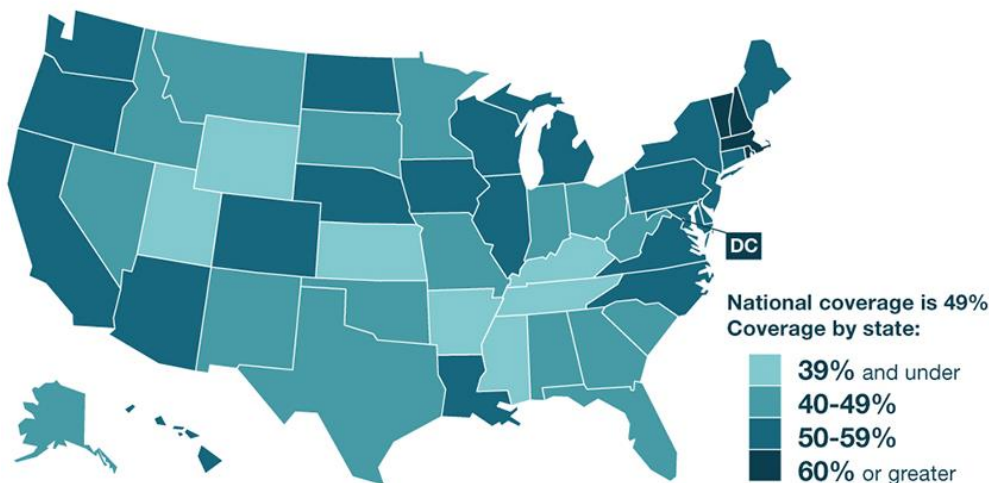 DC
National coverage is 49%
Coverage by state:
39% and under
40-49%
50-59%
60% or greater